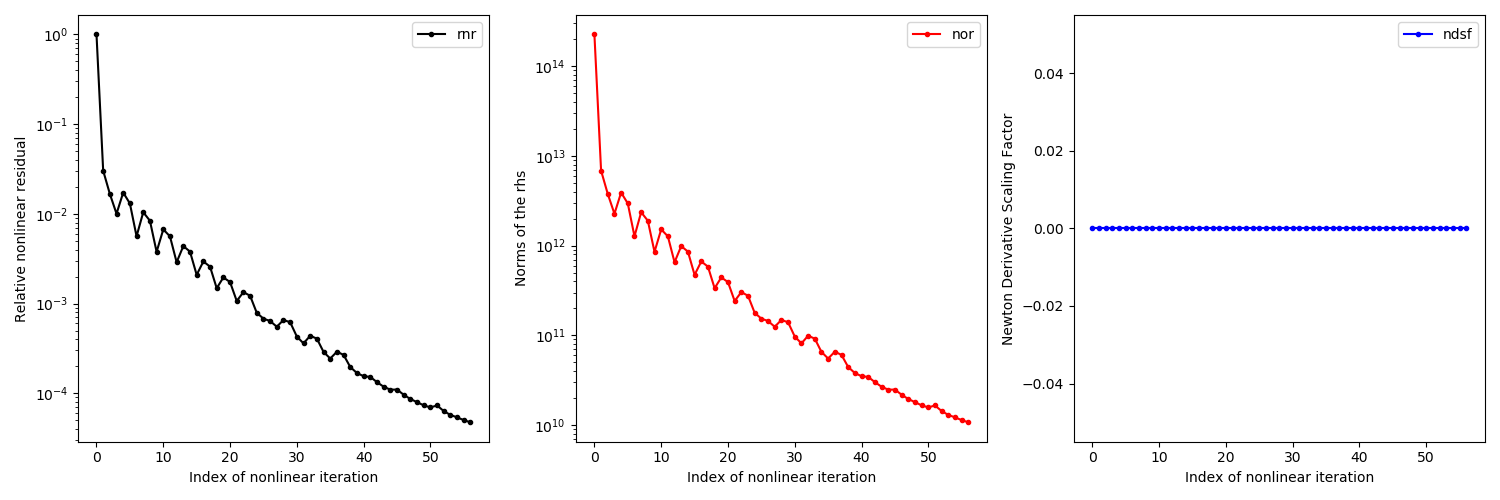 Relative nonlinear residual
10⁰
10⁻¹
10⁻²
10⁻³
10⁻⁴
rnr
0 10 20 30 40 50
Index of nonlinear iteration
Norms of the rhs
10¹⁴
10¹³
10¹²
10¹¹
10¹⁰
nor
0 10 20 30 40 50
Index of nonlinear iteration
Newton Derivative Scaling Factor
0.04
0.02
0.00
−0.02
−0.04
ndsf
0 10 20 30 40 50
Index of nonlinear iteration